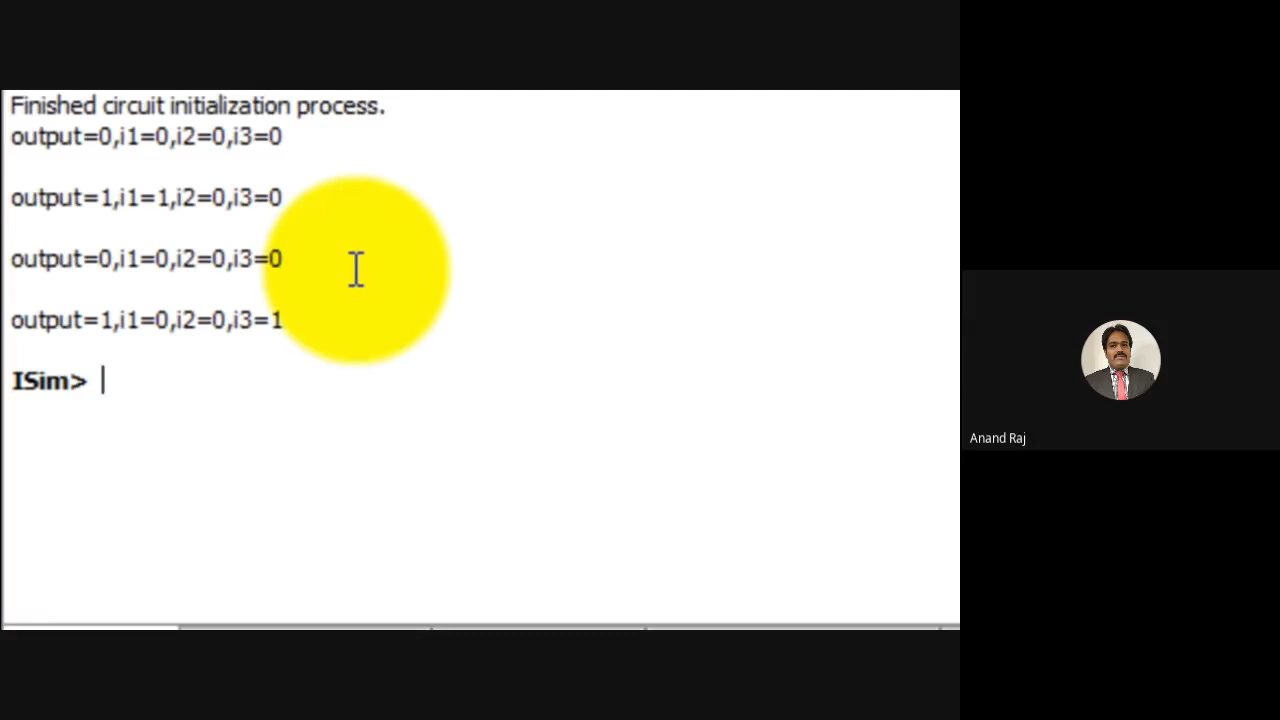 Finished circuit initialization process.
output=0,i1=0,i2=0,i3=0
output=1,i1=1,i2=0,i3=0
output=0,i1=0,i2=0,i3=0
output=1,i1=0,i2=0,i3=1
ISim>
Anand Raj